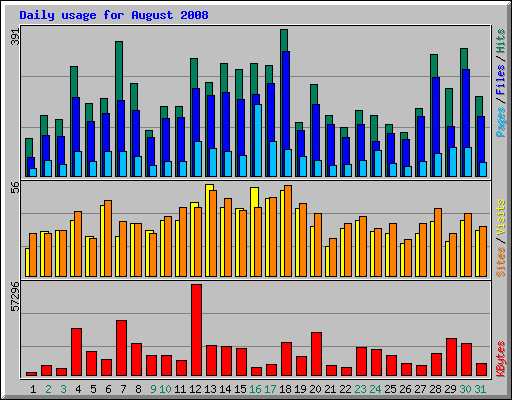 Daily usage for August 2008
391
Pages / Files / Hits
56
Sites / Visits
57296
KBytes
1 2 3 4 5 6 7 8 9 10 11 12 13 14 15 16 17 18 19 20 21 22 23 24 25 26 27 28 29 30 31